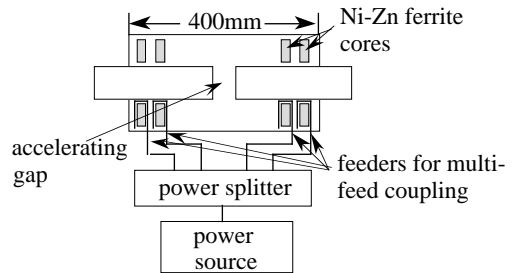 400mm
Ni-Zn ferrite
cores
accelerating
gap
feeders for multi-
feed coupling
power splitter
power
source